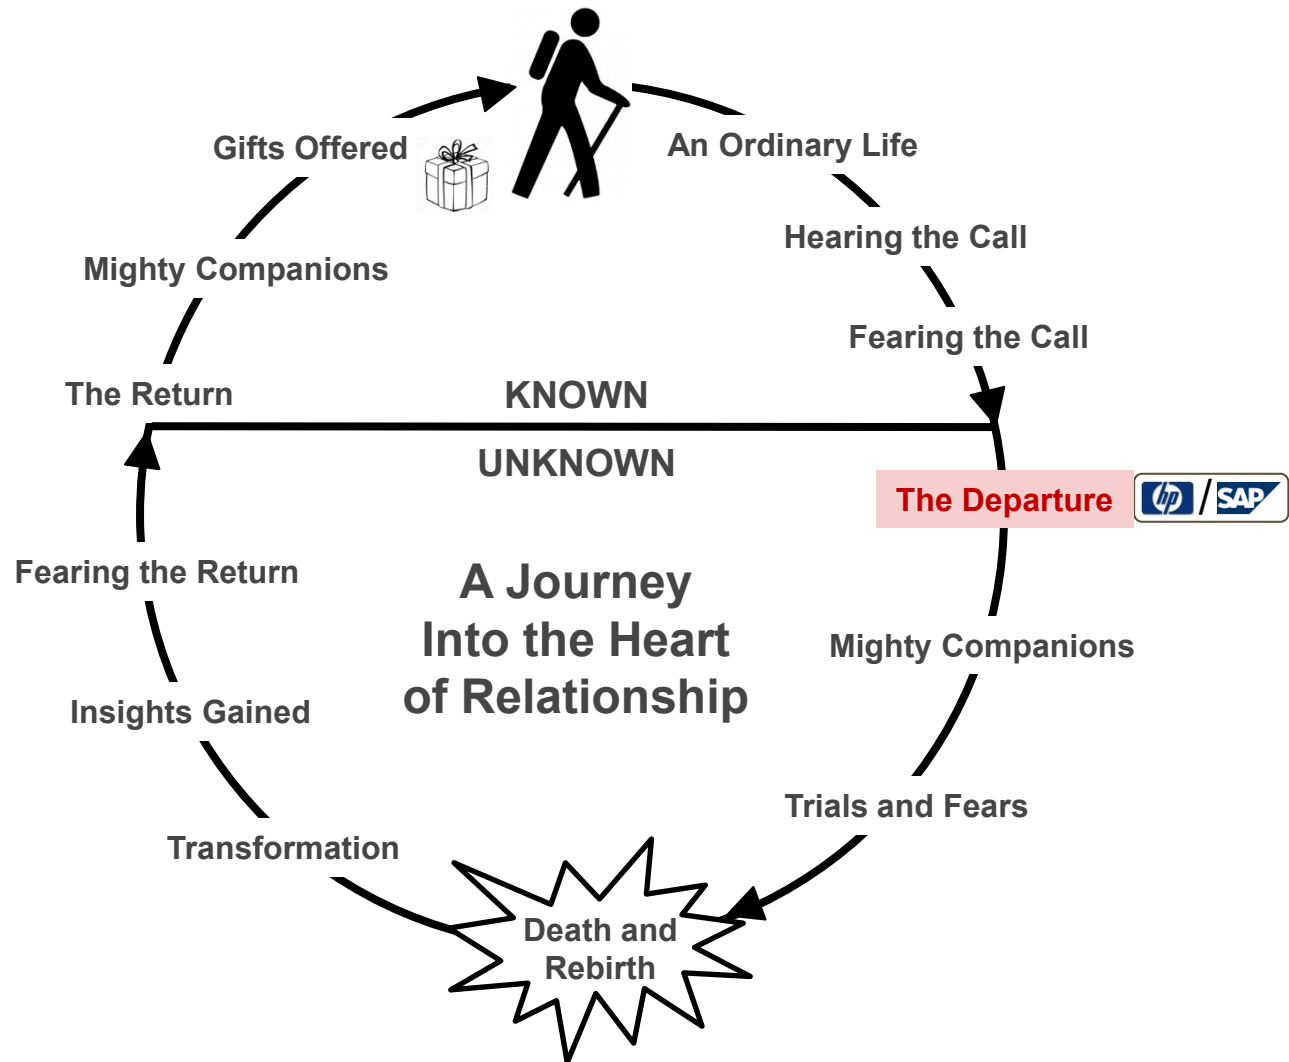 An Ordinary Life
Hearing the Call
Fearing the Call
KNOWN
UNKNOWN
The Departure
hp / SAP
Mighty Companions
Trials and Fears
Death and
Rebirth
Transformation
Insights Gained
Fearing the Return
The Return
Mighty Companions
Gifts Offered
A Journey
Into the Heart
of Relationship